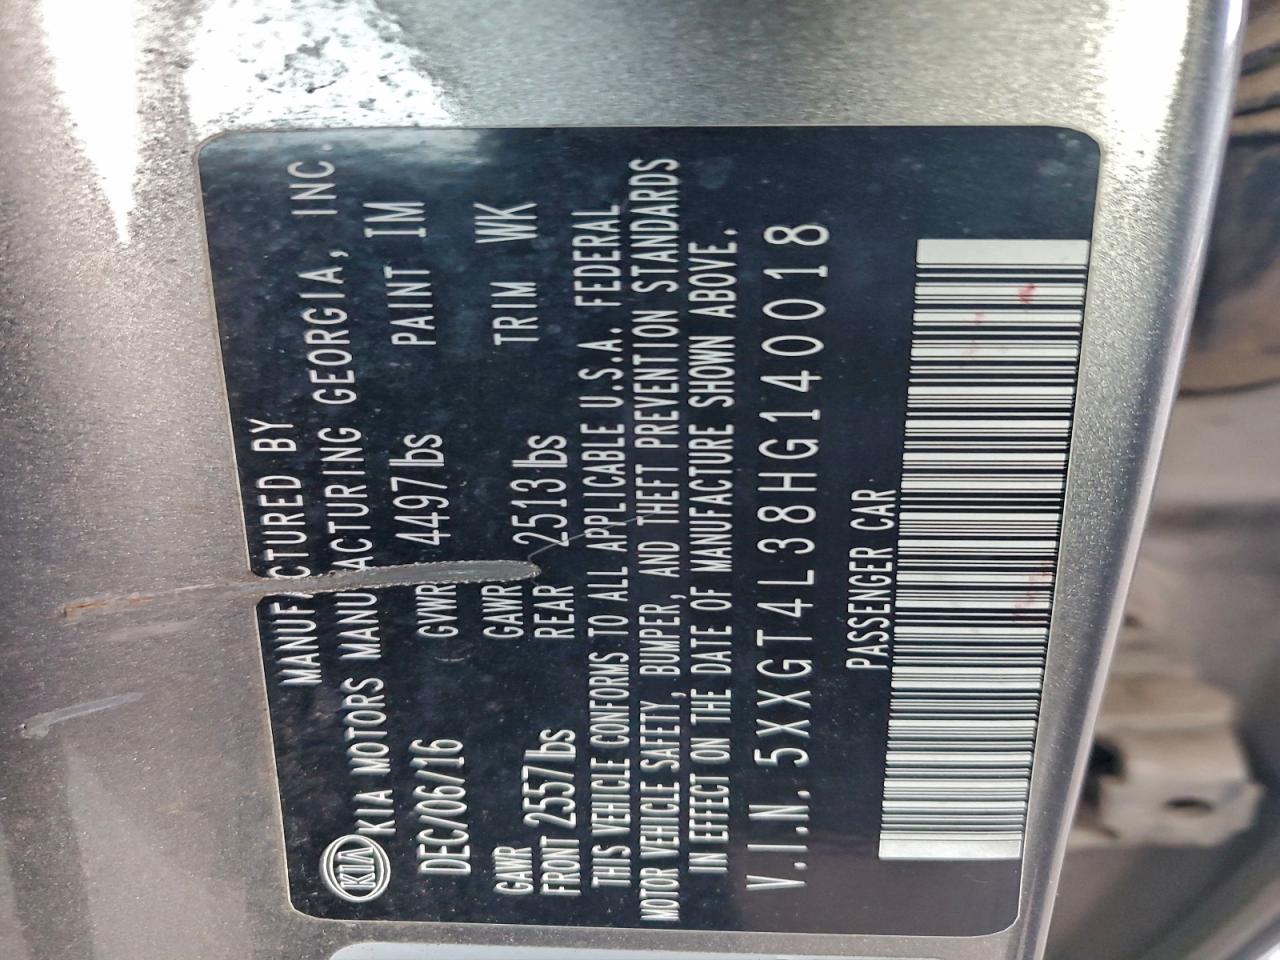 MANUFACTURED BY
KIA KIA MOTORS MANUFACTURING GEORGIA, INC.
DEC/06/16 GVWR 4497lbs PAINT IM
GAWR FRONT 2557lbs GAWR REAR 2513lbs TRIM WK
THIS VEHICLE CONFORMS TO ALL APPLICABLE U.S.A. FEDERAL
MOTOR VEHICLE SAFETY, BUMPER, AND THEFT PREVENTION STANDARDS
IN EFFECT ON THE DATE OF MANUFACTURE SHOWN ABOVE.
V.I.N. 5XXGT4L38HG140018
PASSENGER CAR